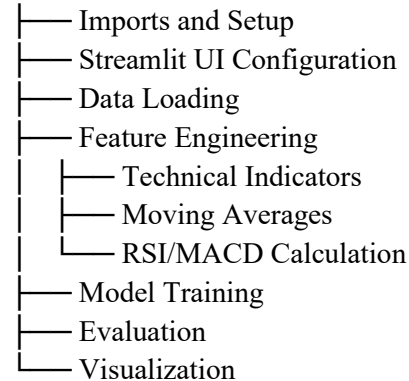 Imports and Setup
Streamlit UI Configuration
Data Loading
Feature Engineering
Technical Indicators
Moving Averages
RSI/MACD Calculation
Model Training
Evaluation
Visualization